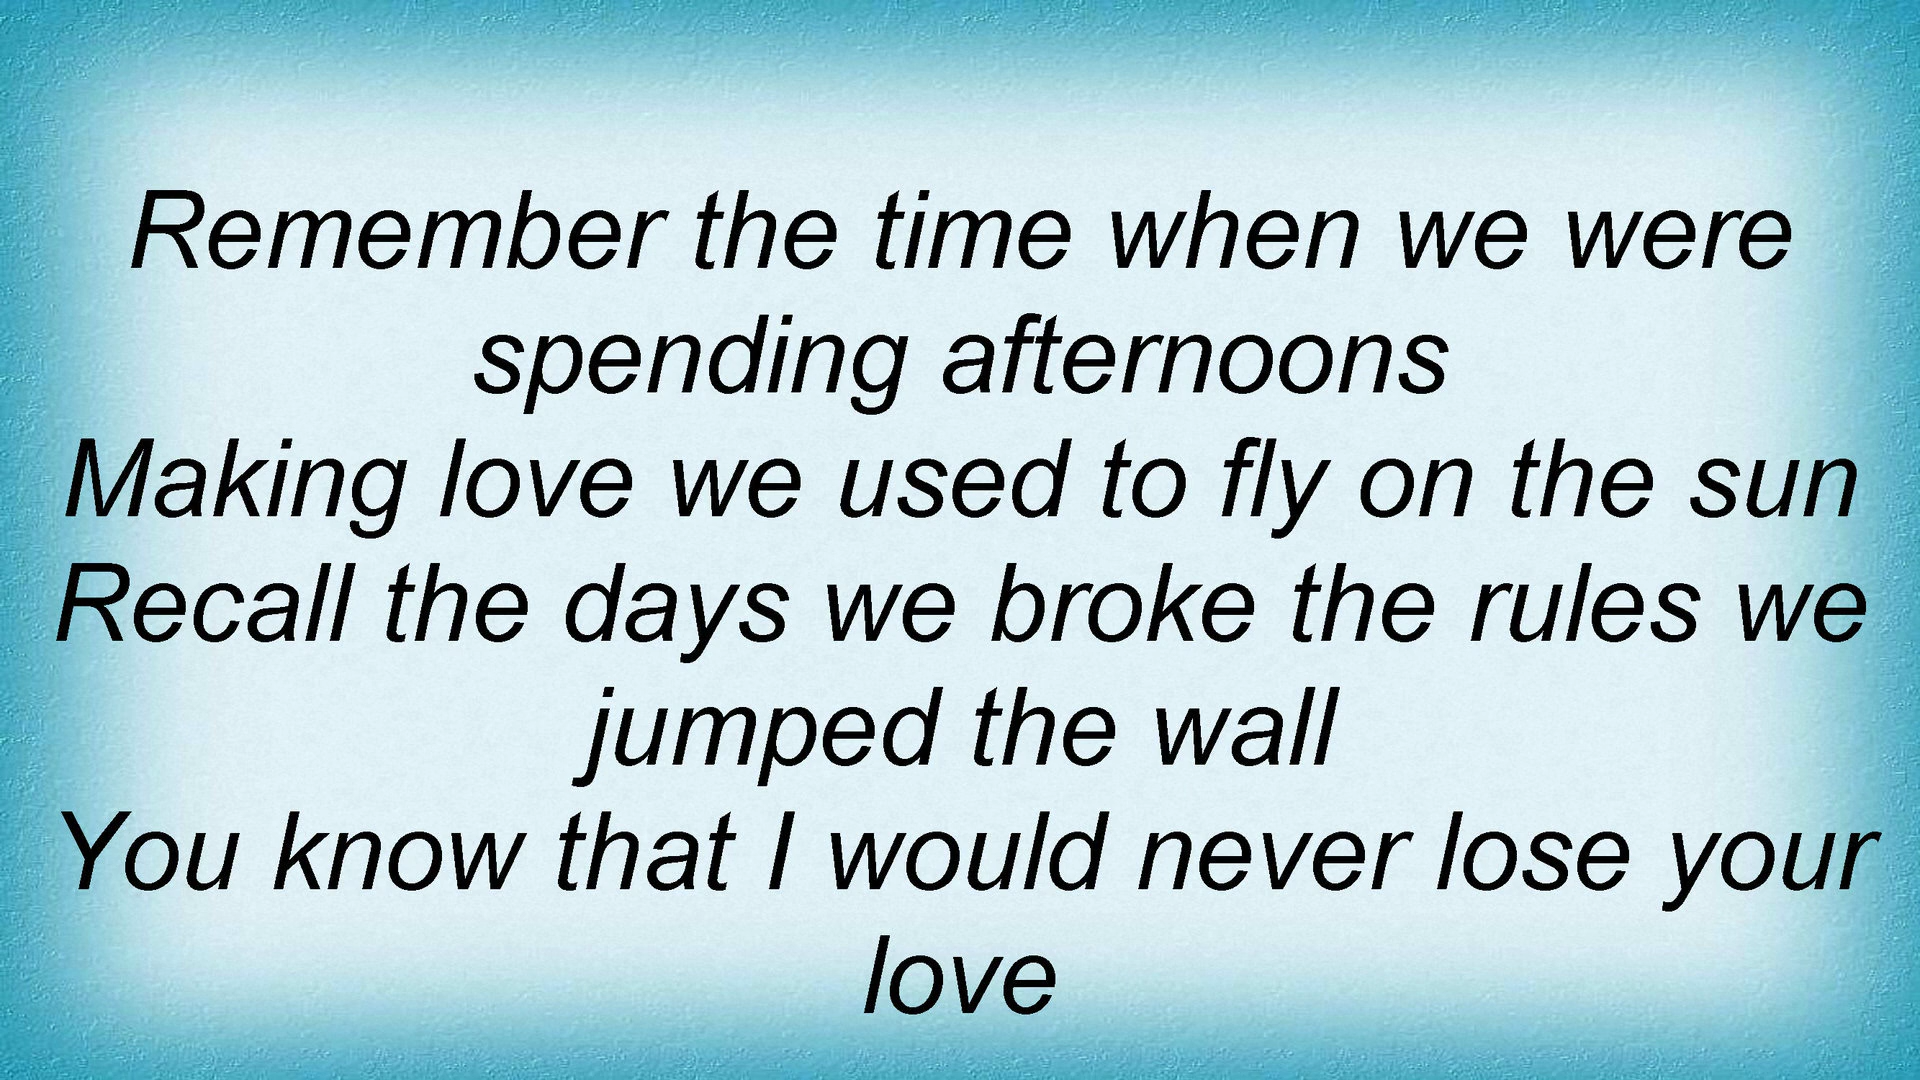 Remember the time when we were
spending afternoons
Making love we used to fly on the sun
Recall the days we broke the rules we
jumped the wall
You know that I would never lose your
love